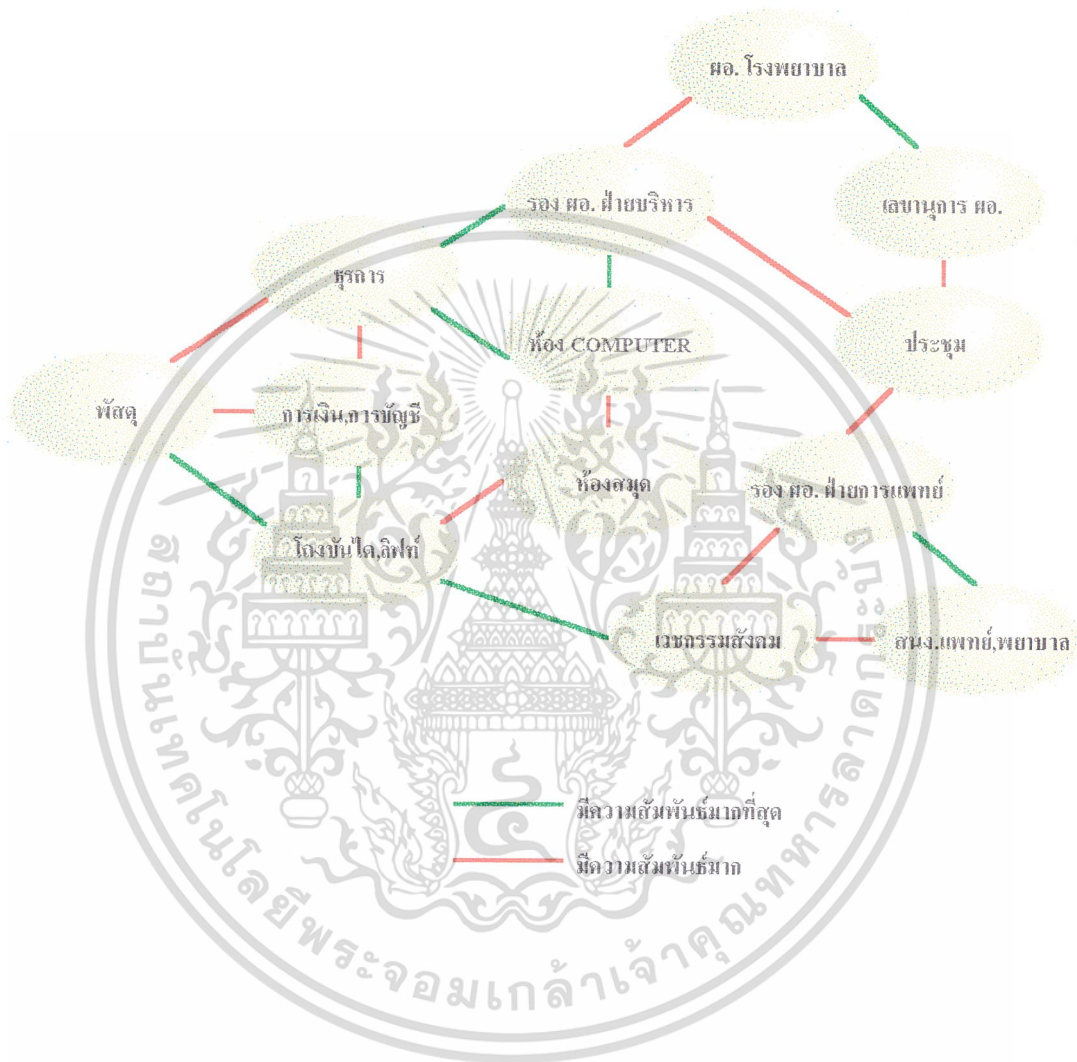 ผอ. โรงพยาบาล
รอง ผอ. ฝ่ายบริหาร
เลขานุการ ผอ.
ธุรการ
ห้อง COMPUTER
ประชุม
พัสดุ
การเงิน,การบัญชี
ห้องสมุด
รอง ผอ. ฝ่ายการแพทย์
โถงบันได,ลิฟท์
เวชกรรมสังคม
สนง.แพทย์,พยาบาล
มีความสัมพันธ์มากที่สุด
มีความสัมพันธ์มาก
สถาบันเทคโนโลยีพระจอมเกล้าเจ้าคุณทหารลาดกระบัง